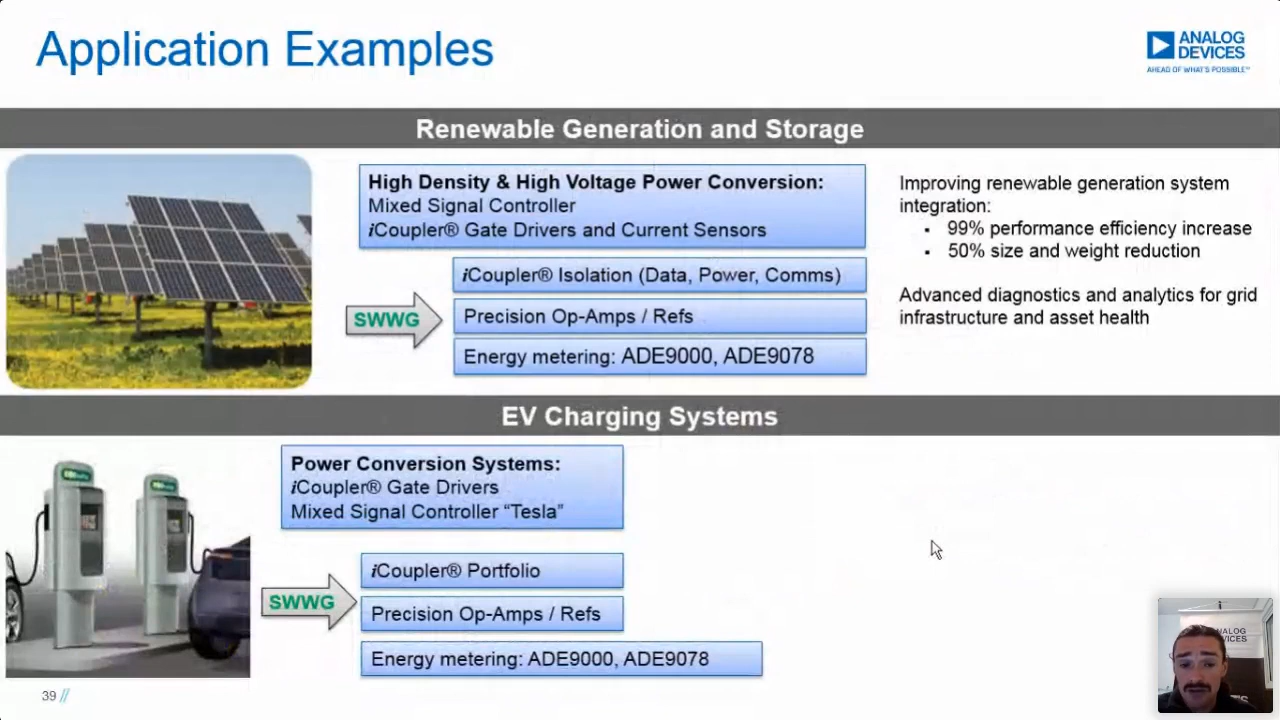 Application Examples
ANALOG
DEVICES
AHEAD OF WHAT'S POSSIBLE™
Renewable Generation and Storage
High Density & High Voltage Power Conversion:
Mixed Signal Controller
iCoupler® Gate Drivers and Current Sensors
iCoupler® Isolation (Data, Power, Comms)
SWWG
Precision Op-Amps / Refs
Energy metering: ADE9000, ADE9078
Improving renewable generation system
integration:
▪ 99% performance efficiency increase
▪ 50% size and weight reduction
Advanced diagnostics and analytics for grid
infrastructure and asset health
EV Charging Systems
Power Conversion Systems:
iCoupler® Gate Drivers
Mixed Signal Controller “Tesla”
SWWG
iCoupler® Portfolio
Precision Op-Amps / Refs
Energy metering: ADE9000, ADE9078
39 //